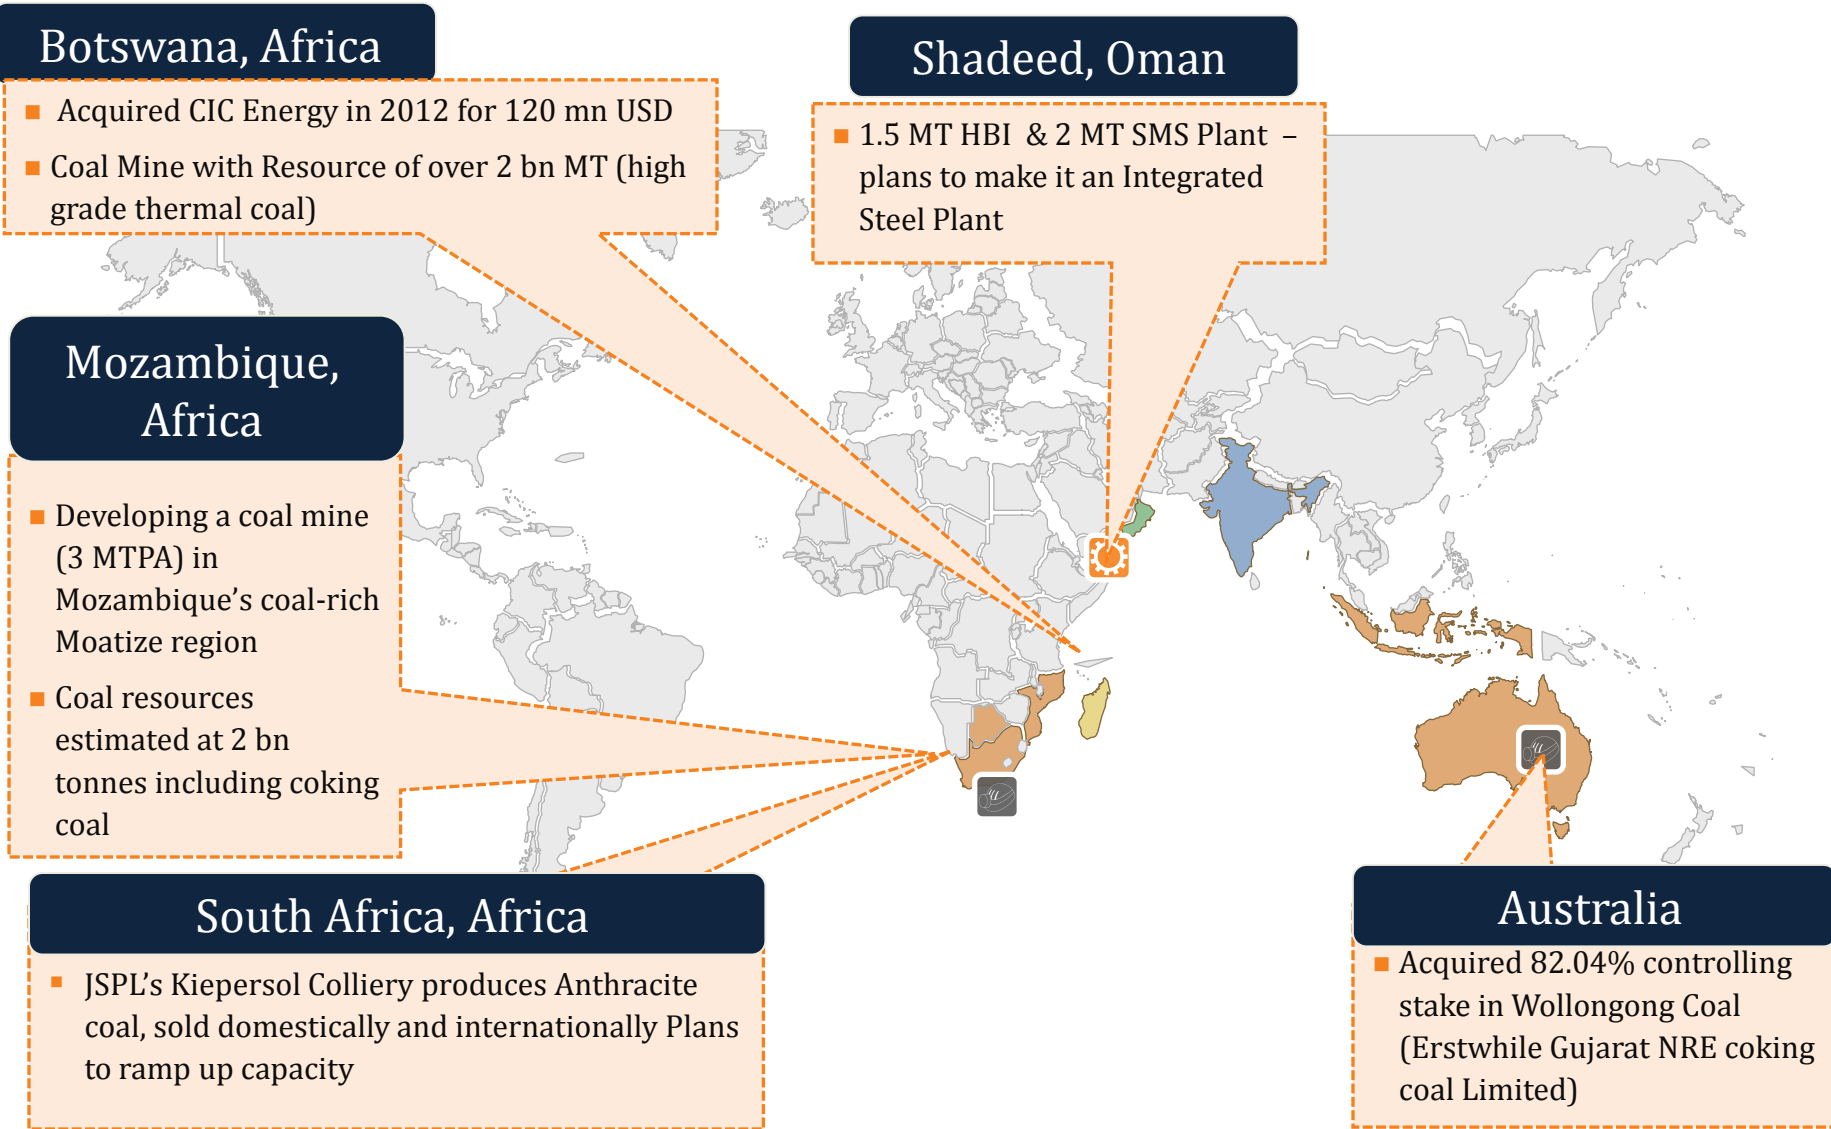 Botswana, Africa
Acquired CIC Energy in 2012 for 120 mn USD
Coal Mine with Resource of over 2 bn MT (high
grade thermal coal)
Shadeed, Oman
1.5 MT HBI & 2 MT SMS Plant –
plans to make it an Integrated
Steel Plant
Mozambique,
Africa
Developing a coal mine
(3 MTPA) in
Mozambique’s coal-rich
Moatize region
Coal resources
estimated at 2 bn
tonnes including coking
coal
South Africa, Africa
JSPL’s Kiepersol Colliery produces Anthracite
coal, sold domestically and internationally Plans
to ramp up capacity
Australia
Acquired 82.04% controlling
stake in Wollongong Coal
(Erstwhile Gujarat NRE coking
coal Limited)